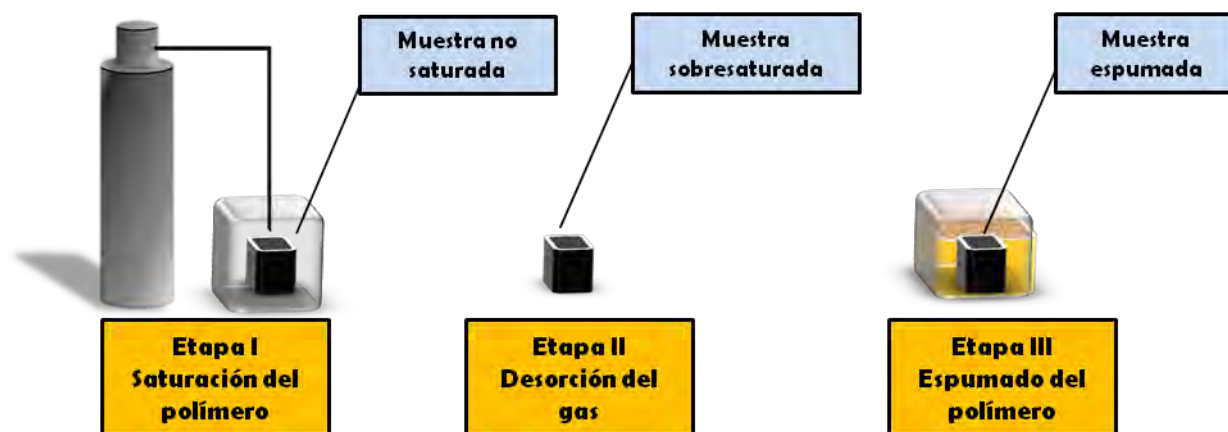 Muestra no
saturada
Muestra
sobresaturada
Muestra
espumada
Etapa I
Saturación del
polímero
Etapa II
Desorción del
gas
Etapa III
Espumado del
polímero